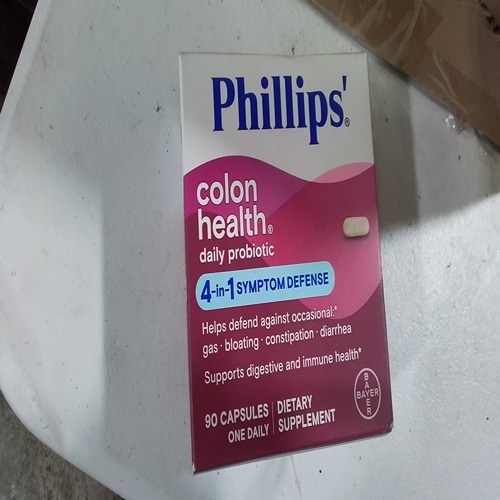 Phillips'®
colon
health®
daily probiotic
4-in-1 SYMPTOM DEFENSE
Helps defend against occasional:*
gas · bloating · constipation · diarrhea
Supports digestive and immune health*
90 CAPSULES
ONE DAILY
DIETARY
SUPPLEMENT
BAYER
BAYER